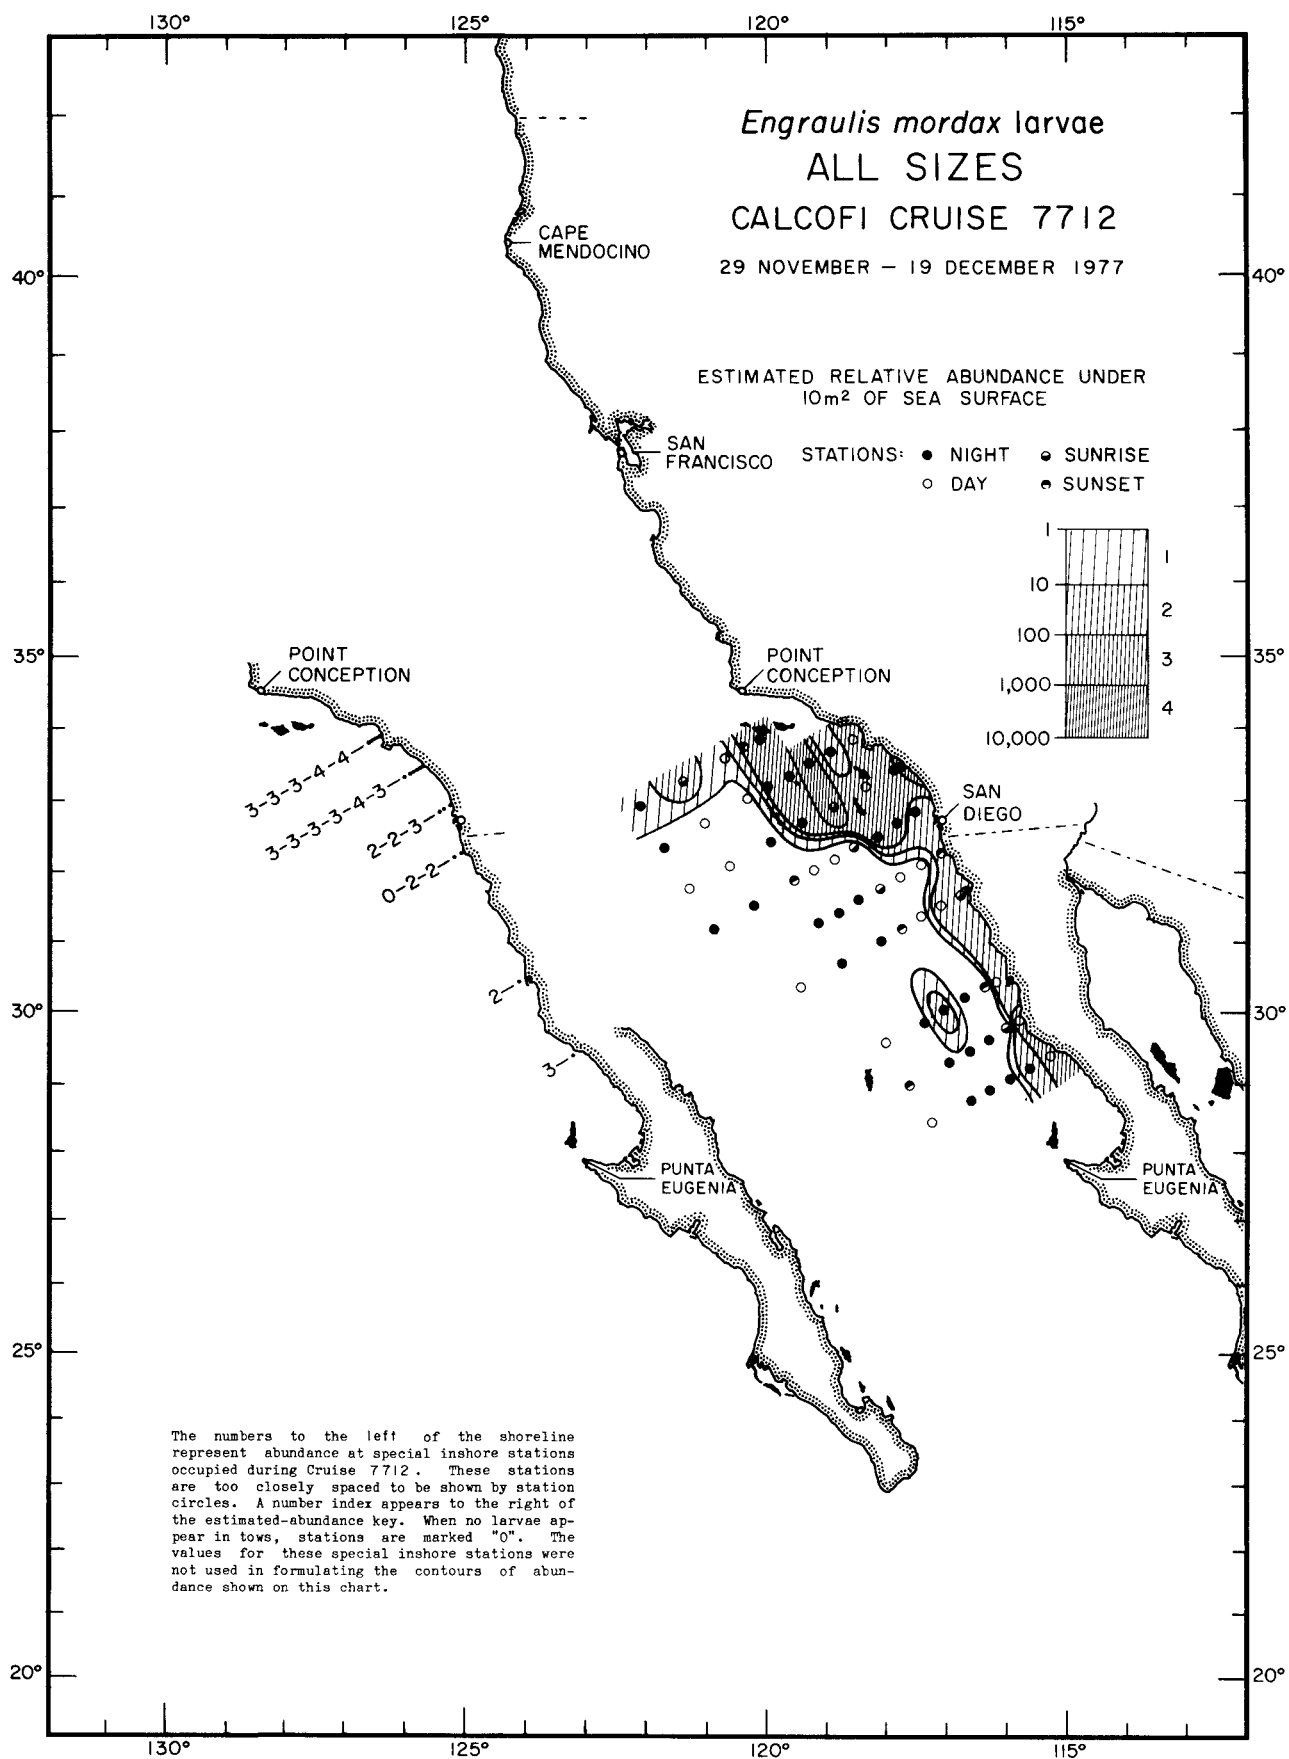 130° 125° 120° 115°
Engraulis mordax larvae
ALL SIZES
CALCOFI CRUISE 7712
29 NOVEMBER – 19 DECEMBER 1977
CAPE
MENDOCINO
40° 40°
ESTIMATED RELATIVE ABUNDANCE UNDER
10m² OF SEA SURFACE
SAN
FRANCISCO
STATIONS: NIGHT SUNRISE
DAY SUNSET
1
1
10
2
100
3
1,000
4
10,000
35° 35°
POINT
CONCEPTION
POINT
CONCEPTION
3-3-3-4-4
3-3-3-3-4-3
2-2-3
0-2-2
SAN
DIEGO
2
30° 30°
3
PUNTA
EUGENIA
PUNTA
EUGENIA
25° 25°
The numbers to the left of the shoreline
represent abundance at special inshore stations
occupied during Cruise 7712. These stations
are too closely spaced to be shown by station
circles. A number index appears to the right of
the estimated-abundance key. When no larvae ap-
pear in tows, stations are marked "0". The
values for these special inshore stations were
not used in formulating the contours of abun-
dance shown on this chart.
20° 20°
130° 125° 120° 115°